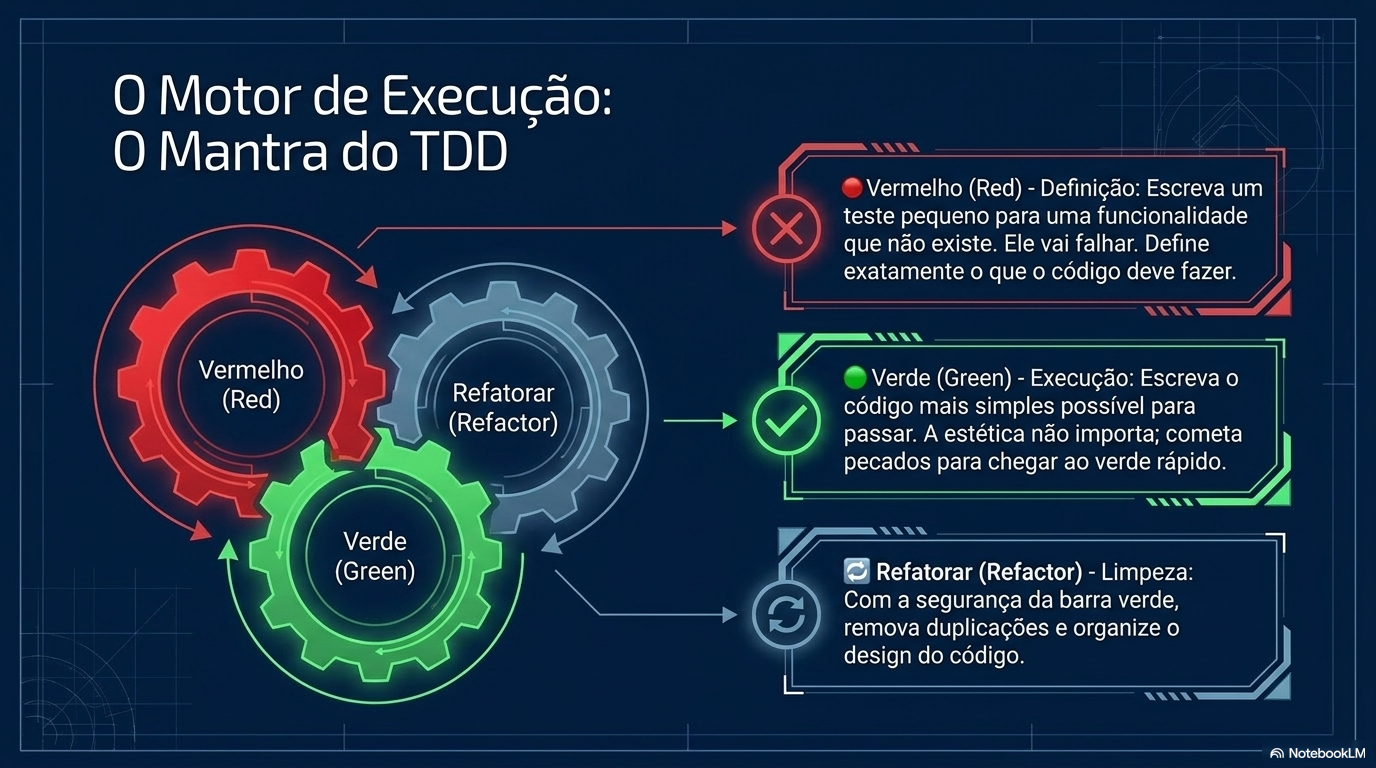 O Motor de Execução:
O Mantra do TDD
Vermelho
(Red)
Refatorar
(Refactor)
Verde
(Green)
🔴 Vermelho (Red) - Definição: Escreva um
teste pequeno para uma funcionalidade
que não existe. Ele vai falhar. Define
exatamente o que o código deve fazer.
🟢 Verde (Green) - Execução: Escreva o
código mais simples possível para
passar. A estética não importa; cometa
pecados para chegar ao verde rápido.
🔄 Refatorar (Refactor) - Limpeza:
Com a segurança da barra verde,
remova duplicações e organize o
design do código.
NotebookLM